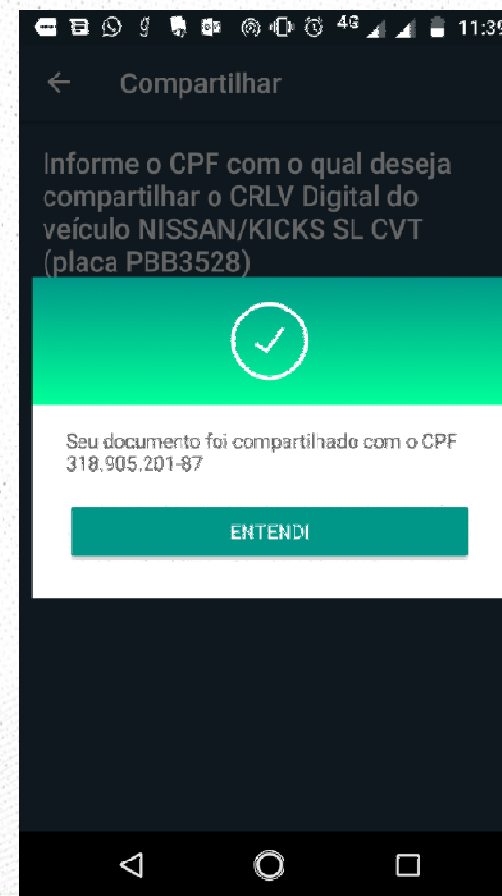 4G 11:39
Compartilhar
Informe o CPF com o qual deseja
compartilhar o CRLV Digital do
veículo NISSAN/KICKS SL CVT
(placa PBB3528)
Seu documento foi compartilhado com o CPF
318.905.201-87
ENTENDI